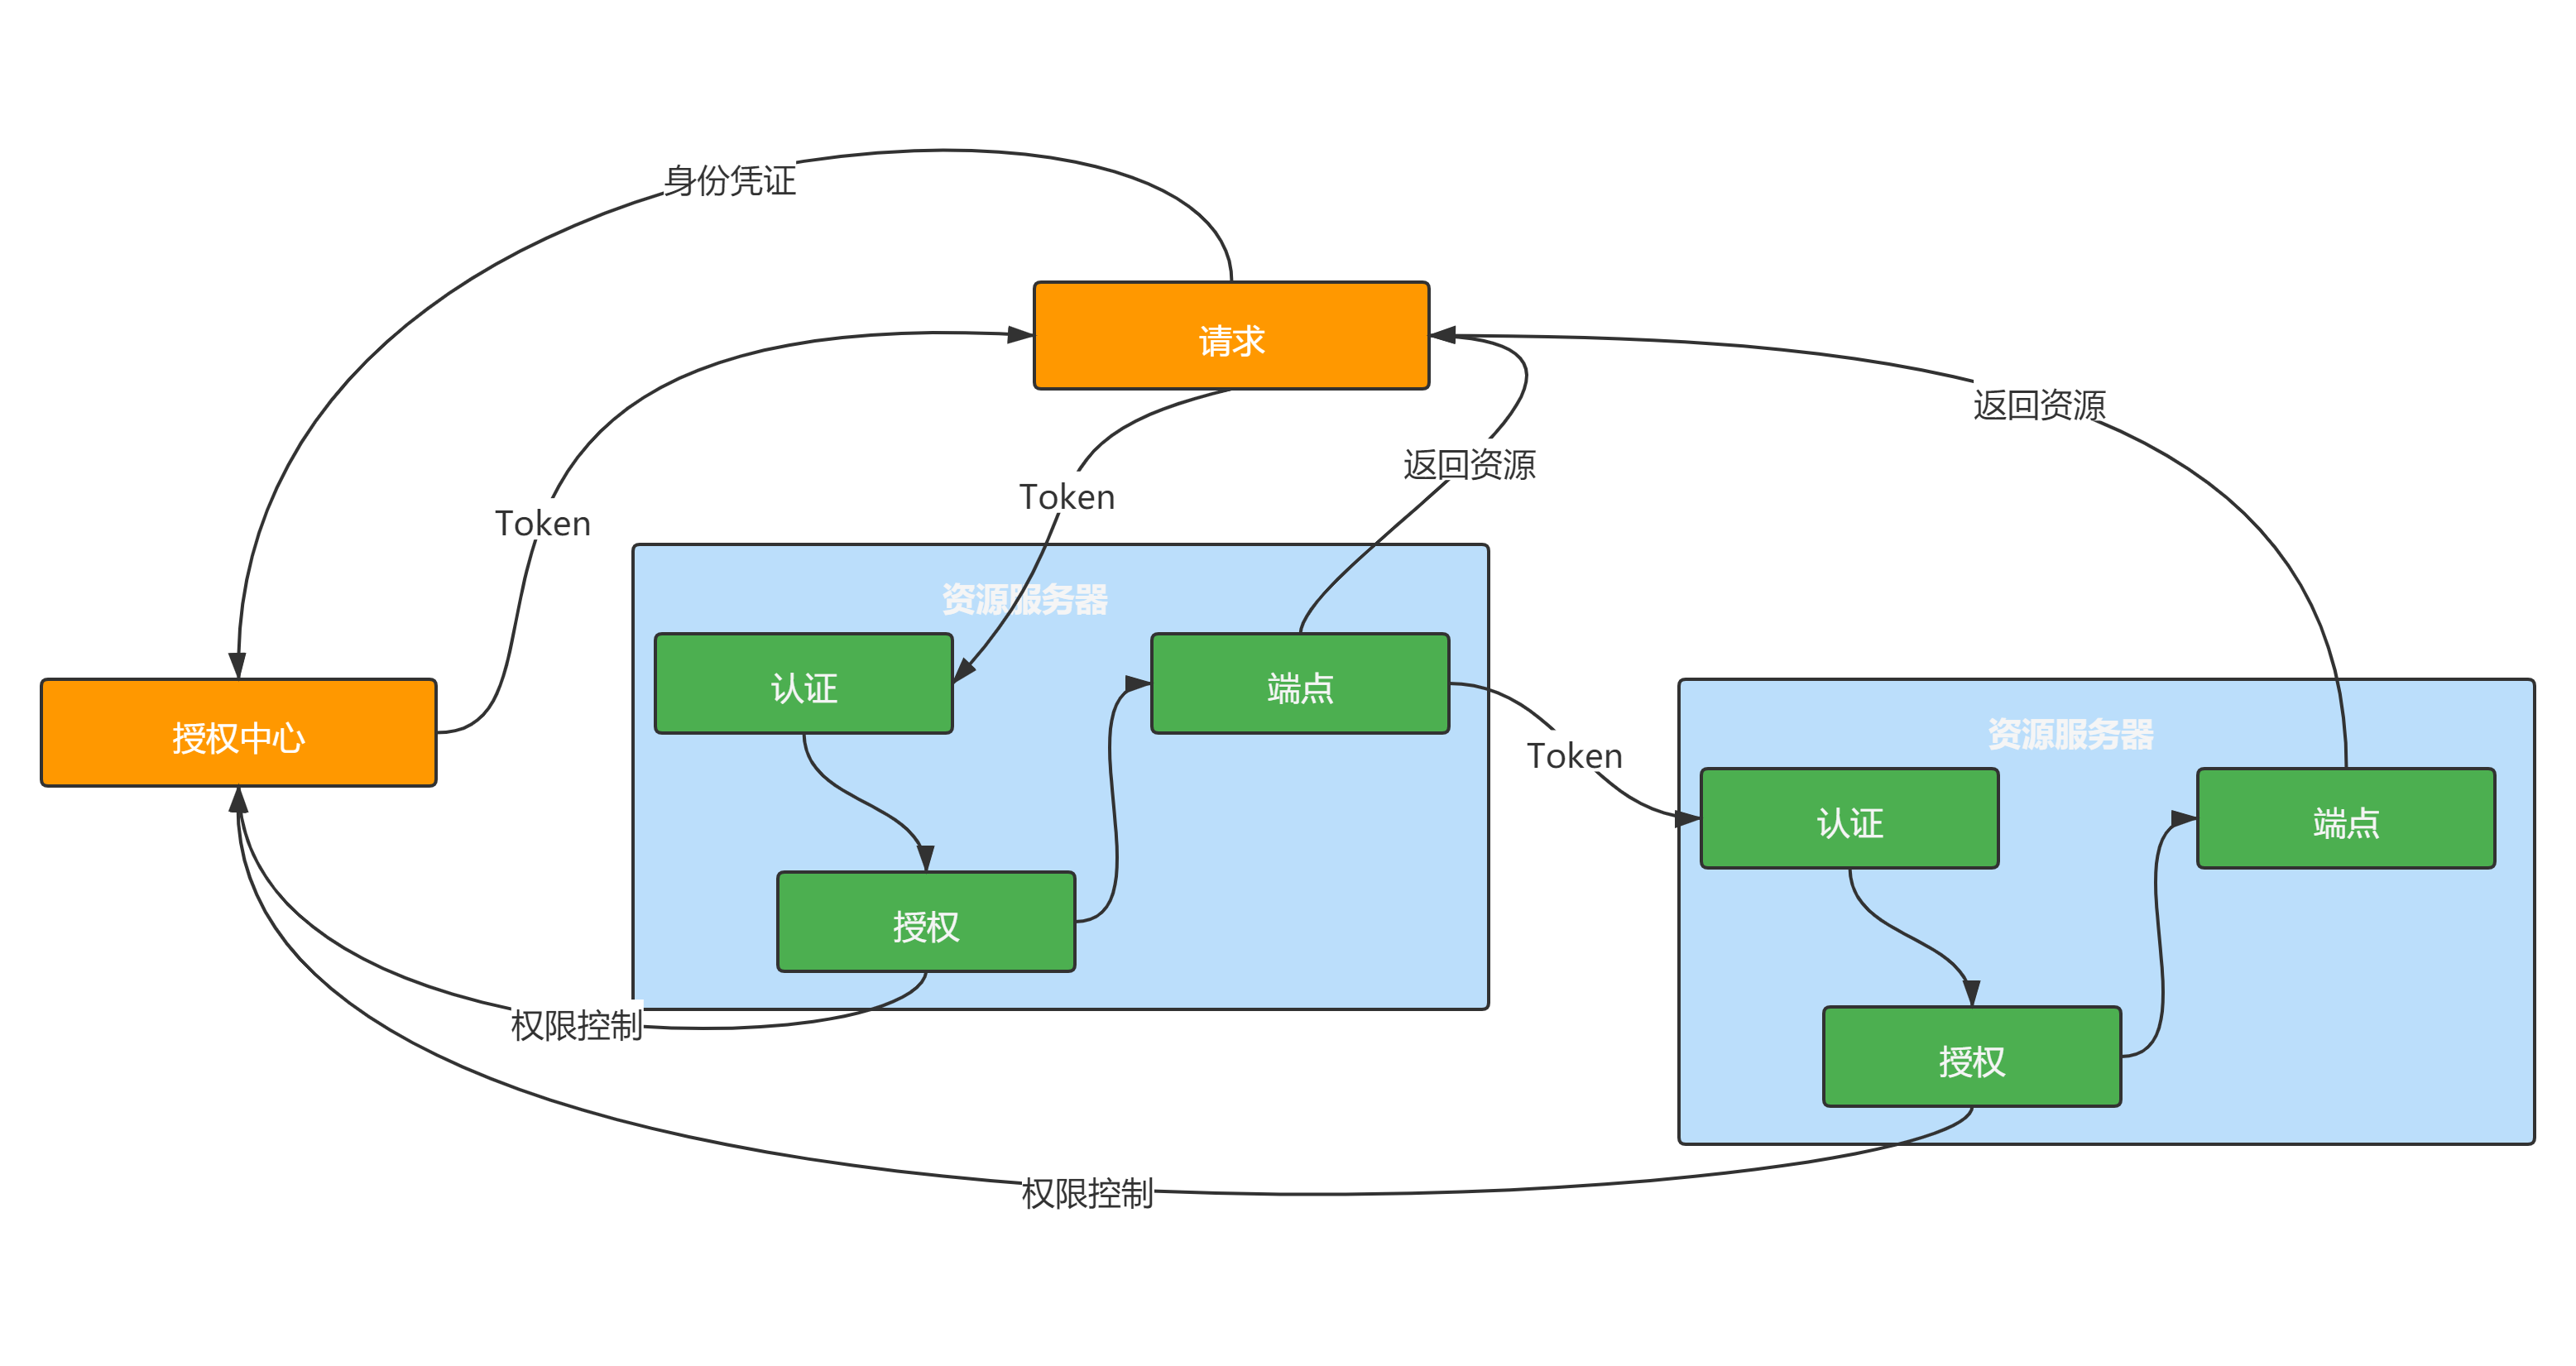 身份凭证
请求
返回资源
返回资源
Token
Token
资源服务器
认证
端点
授权中心
资源服务器
Token
认证
端点
授权
权限控制
授权
权限控制